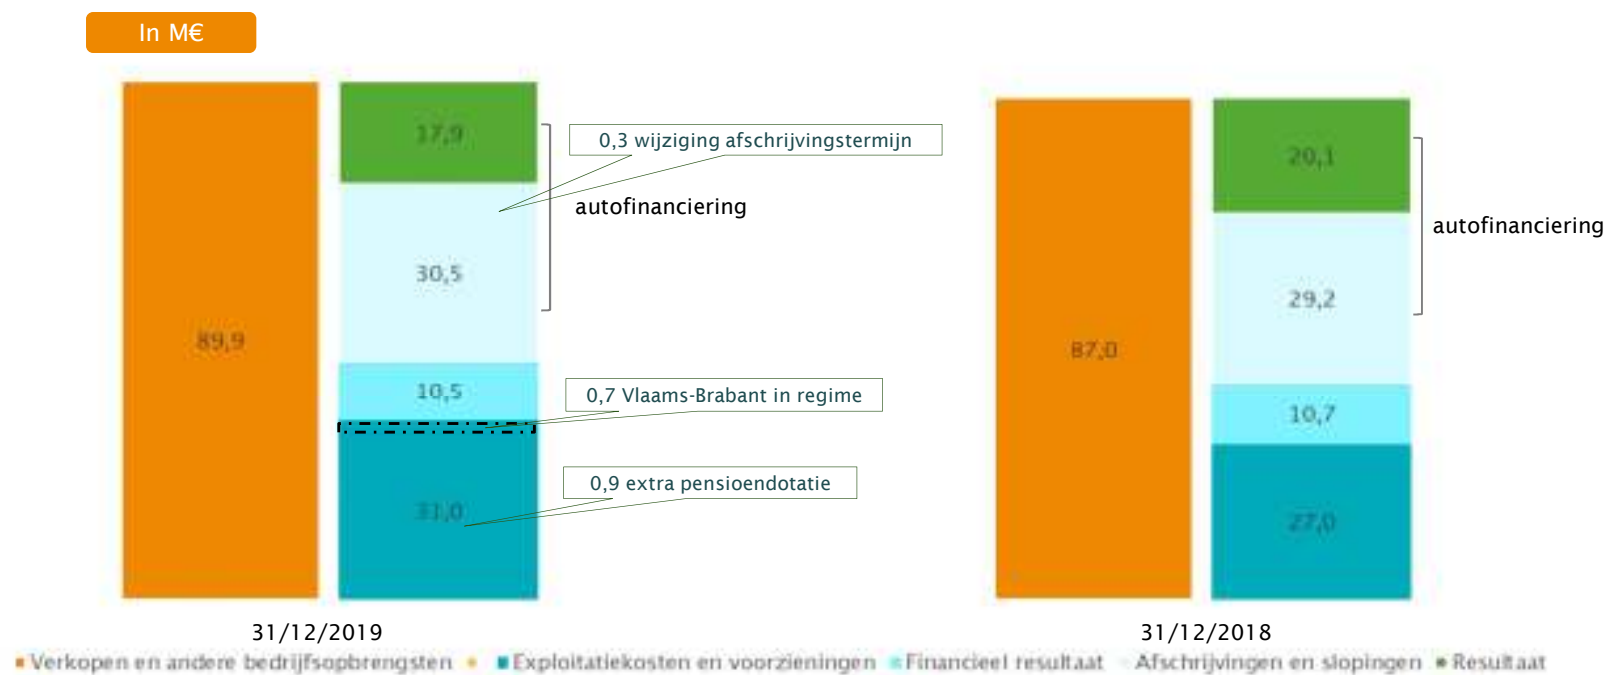 In M€
17,9
0,3 wijziging afschrijvingstermijn
autofinanciering
30,5
89,9
10,5
0,7 Vlaams-Brabant in regime
0,9 extra pensioendotatie
31,0
31/12/2019
20,1
autofinanciering
29,2
87,0
10,7
27,0
31/12/2018
Verkopen en andere bedrijfsopbrengsten Exploitatiekosten en voorzieningen Financieel resultaat Afschrijvingen en slopingen Resultaat